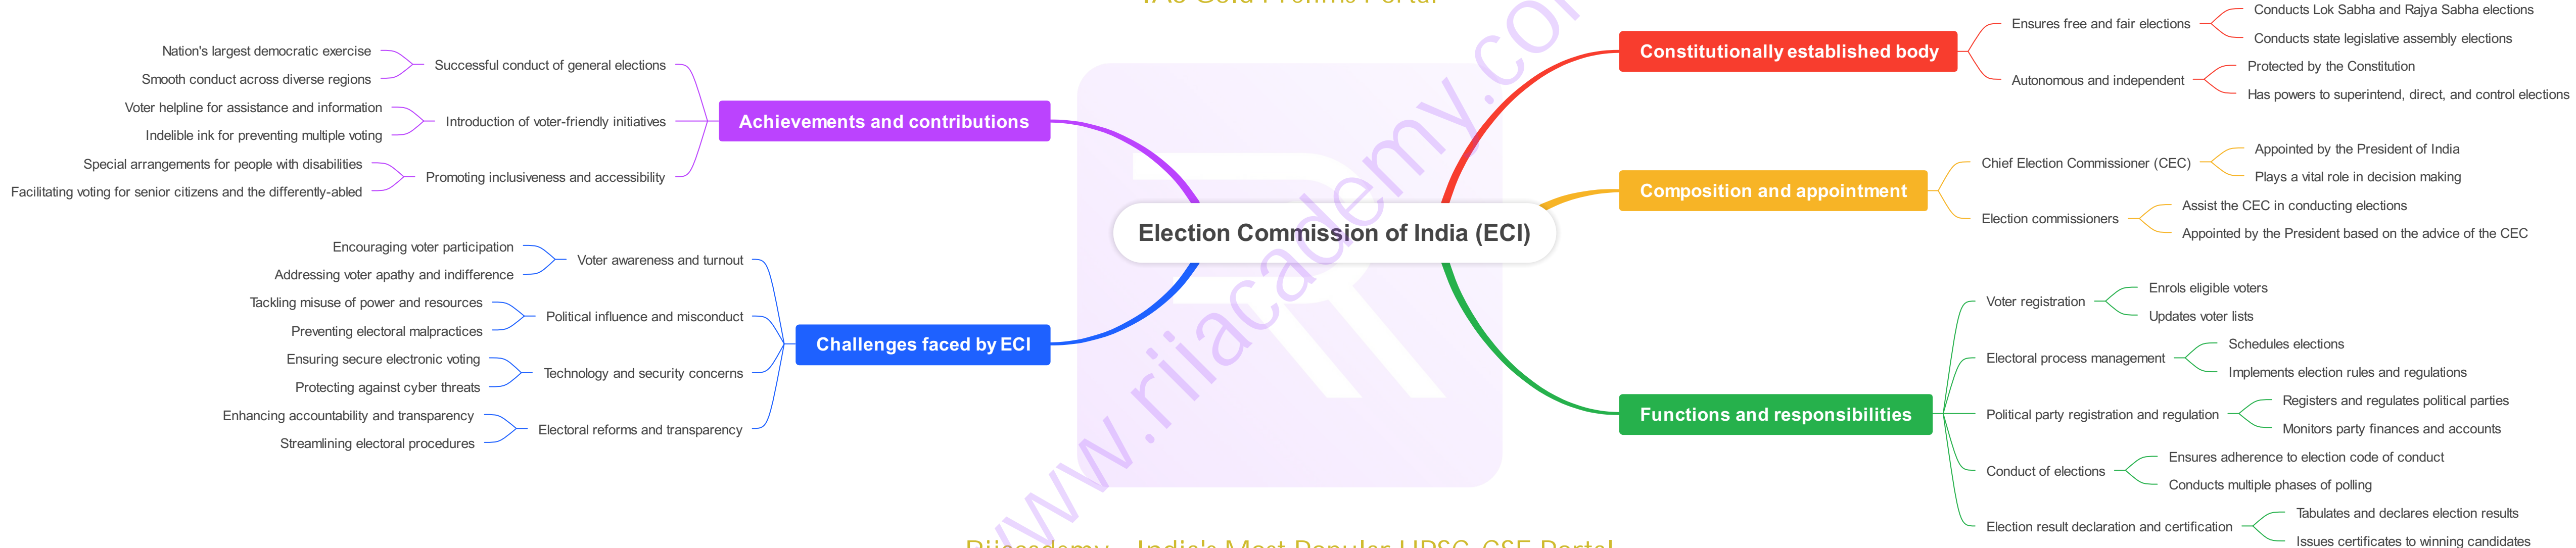 IAS Gold Prelims Portal
Election Commission of India (ECI)
Constitutionally established body
Ensures free and fair elections
Conducts Lok Sabha and Rajya Sabha elections
Conducts state legislative assembly elections
Autonomous and independent
Protected by the Constitution
Has powers to superintend, direct, and control elections
Composition and appointment
Chief Election Commissioner (CEC)
Appointed by the President of India
Plays a vital role in decision making
Election commissioners
Assist the CEC in conducting elections
Appointed by the President based on the advice of the CEC
Functions and responsibilities
Voter registration
Enrols eligible voters
Updates voter lists
Electoral process management
Schedules elections
Implements election rules and regulations
Political party registration and regulation
Registers and regulates political parties
Monitors party finances and accounts
Conduct of elections
Ensures adherence to election code of conduct
Conducts multiple phases of polling
Election result declaration and certification
Tabulates and declares election results
Issues certificates to winning candidates
Achievements and contributions
Successful conduct of general elections
Nation's largest democratic exercise
Smooth conduct across diverse regions
Introduction of voter-friendly initiatives
Voter helpline for assistance and information
Indelible ink for preventing multiple voting
Promoting inclusiveness and accessibility
Special arrangements for people with disabilities
Facilitating voting for senior citizens and the differently-abled
Challenges faced by ECI
Voter awareness and turnout
Encouraging voter participation
Addressing voter apathy and indifference
Political influence and misconduct
Tackling misuse of power and resources
Preventing electoral malpractices
Technology and security concerns
Ensuring secure electronic voting
Protecting against cyber threats
Electoral reforms and transparency
Enhancing accountability and transparency
Streamlining electoral procedures
www.riiacademy.co
India's Most Popular UPSC-CSE Portal